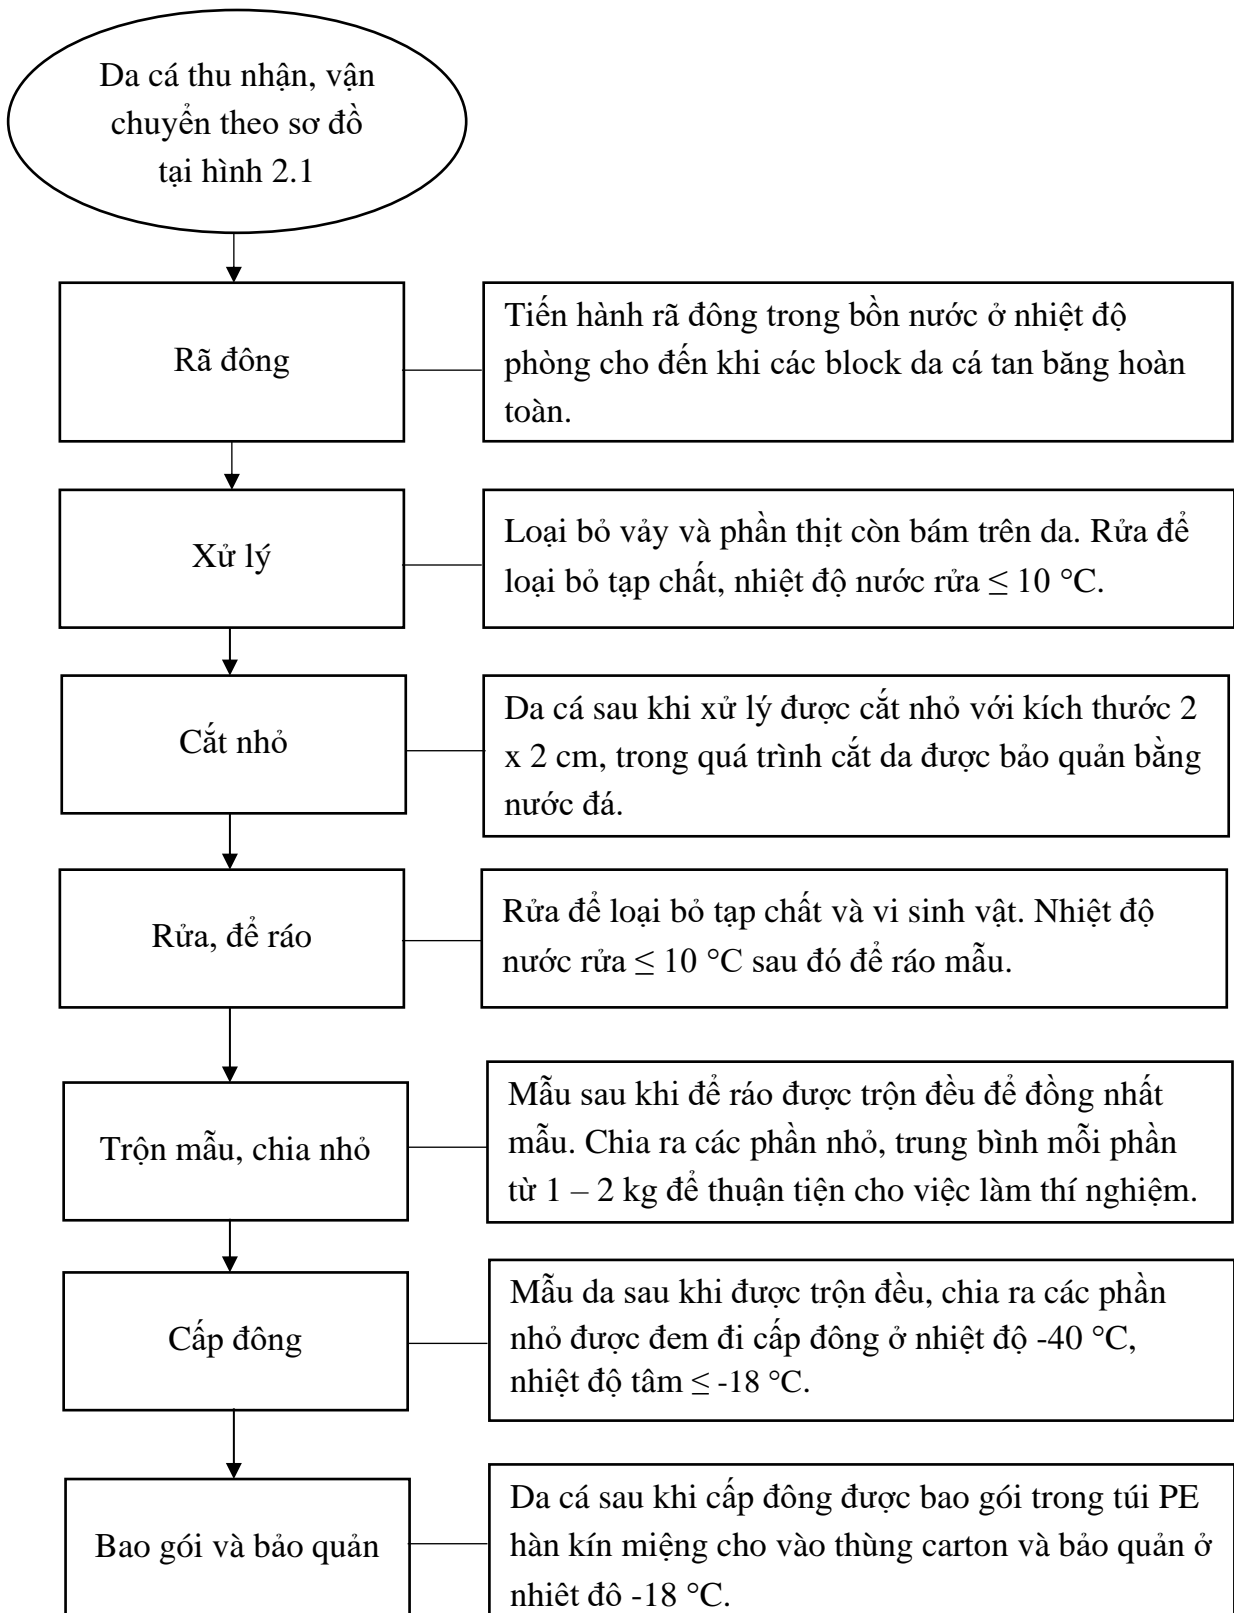 Da cá thu nhận, vận
chuyển theo sơ đồ
tại hình 2.1
Rã đông
Tiến hành rã đông trong bồn nước ở nhiệt độ
phòng cho đến khi các block da cá tan băng hoàn
toàn.
Xử lý
Loại bỏ vảy và phần thịt còn bám trên da. Rửa để
loại bỏ tạp chất, nhiệt độ nước rửa ≤ 10 °C.
Cắt nhỏ
Da cá sau khi xử lý được cắt nhỏ với kích thước 2
x 2 cm, trong quá trình cắt da được bảo quản bằng
nước đá.
Rửa, để ráo
Rửa để loại bỏ tạp chất và vi sinh vật. Nhiệt độ
nước rửa ≤ 10 °C sau đó để ráo mẫu.
Trộn mẫu, chia nhỏ
Mẫu sau khi để ráo được trộn đều để đồng nhất
mẫu. Chia ra các phần nhỏ, trung bình mỗi phần
từ 1 – 2 kg để thuận tiện cho việc làm thí nghiệm.
Cấp đông
Mẫu da sau khi được trộn đều, chia ra các phần
nhỏ được đem đi cấp đông ở nhiệt độ -40 °C,
nhiệt độ tâm ≤ -18 °C.
Bao gói và bảo quản
Da cá sau khi cấp đông được bao gói trong túi PE
hàn kín miệng cho vào thùng carton và bảo quản ở
nhiệt độ -18 °C.